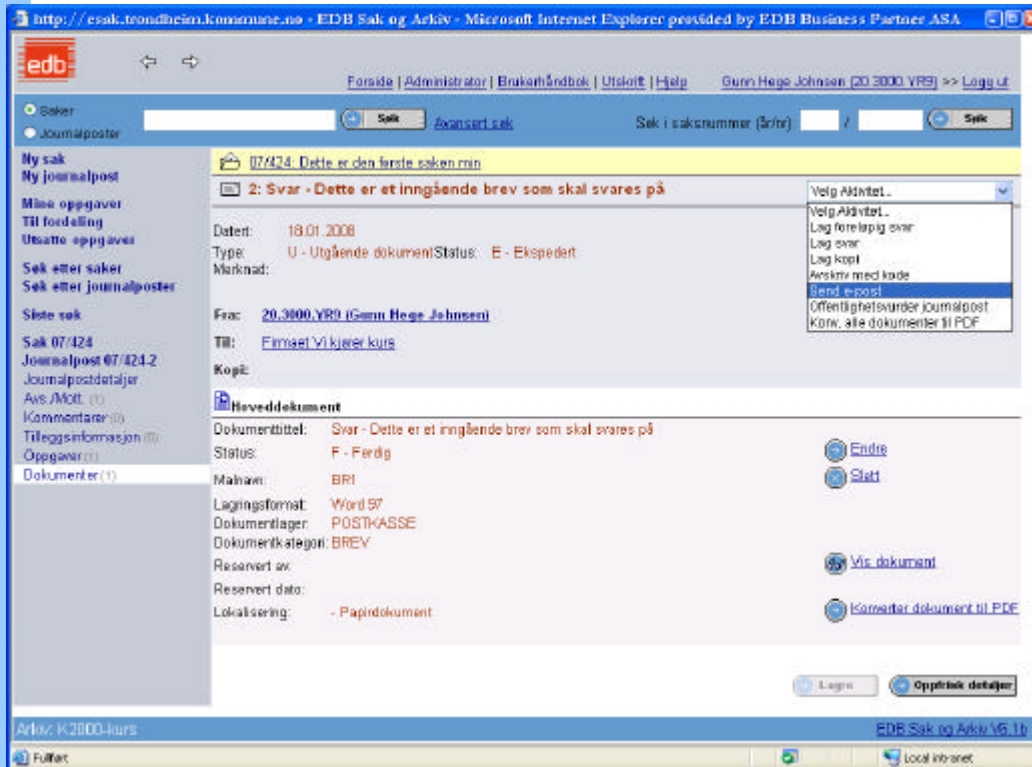 http://esak.trondheim.kommune.no - EDB Sak og Arkiv - Microsoft Internet Explorer provided by EDB Business Partner ASA
edb
Forside | Administrator | Brukerhåndbok | Utskrift | Hjelp Gunn Hege Johnsen (20.3000.YR9) >> Logg ut
Saker
Journalposter
Søk Avansert søk Søk i saksnummer (år/nr) / Søk
Ny sak
Ny journalpost
Mine oppgaver
Til fordeling
Utsatte oppgaver
Søk etter saker
Søk etter journalposter
Siste søk
Sak 07/424
Journalpost 07/424-2
Journalpostdetaljer
Avs./Mott. (1)
Kommentarer (0)
Tilleggsinformasjon (0)
Oppgaver (1)
Dokumenter (1)
07/424: Dette er den første saken min
2: Svar - Dette er et inngående brev som skal svares på
Velg Aktivitet...
Velg Aktivitet...
Lag foreløpig svar
Lag svar
Lag kopi
Avskriv med kode
Send e-post
Offentlighetsvurder journalpost
Konv. alle dokumenter til PDF
Datert: 18.01.2008
Type: U - Utgående dokument Status: E - Ekspedert
Merknad:
Fra: 20.3000.YR9 (Gunn Hege Johnsen)
Till: Firmaet Vi kjører kurs
Kopi:
Hoveddokument
Dokumenttittel: Svar - Dette er et inngående brev som skal svares på
Status: F - Ferdig
Endre
Malnavn: BR1
Slett
Lagringsformat: Word 97
Dokumentlager: POSTKASSE
Dokumentkategori: BREV
Reservert av:
Vis dokument
Reservert dato:
Lokalisering: - Papirdokument
Konverter dokument til PDF
Lagre Oppfrisk detaljer
Arkiv: K2000-kurs EDB Sak og Arkiv V5.1b
Fullført Local intranet